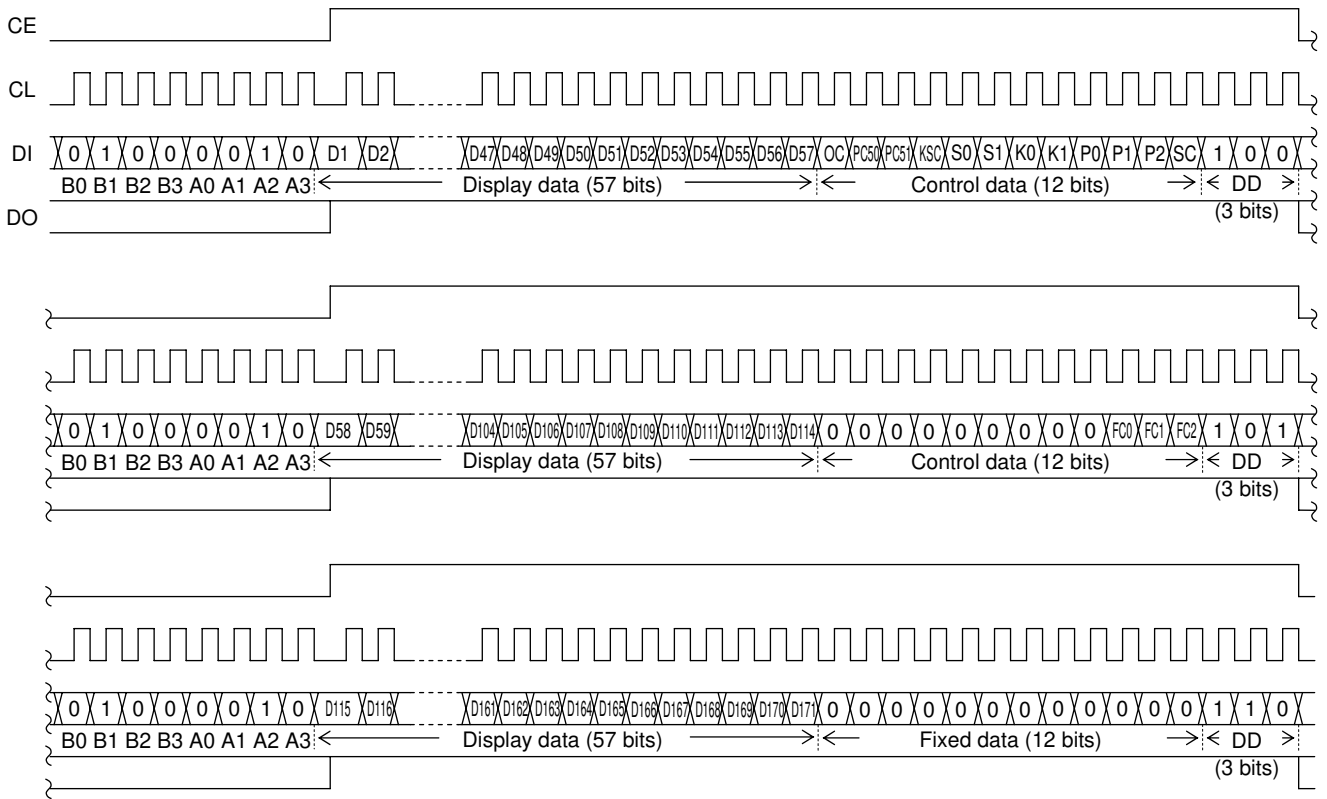 CE
CL
DI 0 1 0 0 0 0 1 0 D1 D2 D47 D48 D49 D50 D51 D52 D53 D54 D55 D56 D57 OC PC50 PC51 KSC S0 S1 K0 K1 P0 P1 P2 SC 1 0 0
B0 B1 B2 B3 A0 A1 A2 A3 Display data (57 bits) Control data (12 bits) DD
DO (3 bits)
0 1 0 0 0 0 1 0 D58 D59 D104 D105 D106 D107 D108 D109 D110 D111 D112 D113 D114 0 0 0 0 0 0 0 0 0 FC0 FC1 FC2 1 0 1
B0 B1 B2 B3 A0 A1 A2 A3 Display data (57 bits) Control data (12 bits) DD
(3 bits)
0 1 0 0 0 0 1 0 D115 D116 D161 D162 D163 D164 D165 D166 D167 D168 D169 D170 D171 0 0 0 0 0 0 0 0 0 0 0 0 1 1 0
B0 B1 B2 B3 A0 A1 A2 A3 Display data (57 bits) Fixed data (12 bits) DD
(3 bits)